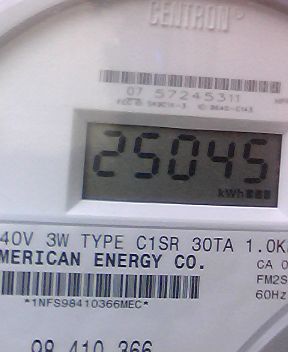 CENTRON®
07 57245311
25045
kWh
40V 3W TYPE C1SR 30TA 1.0K
MERICAN ENERGY CO.
CA 0
FM2S
60Hz
*1NFS98410366MEC*
98 410 366